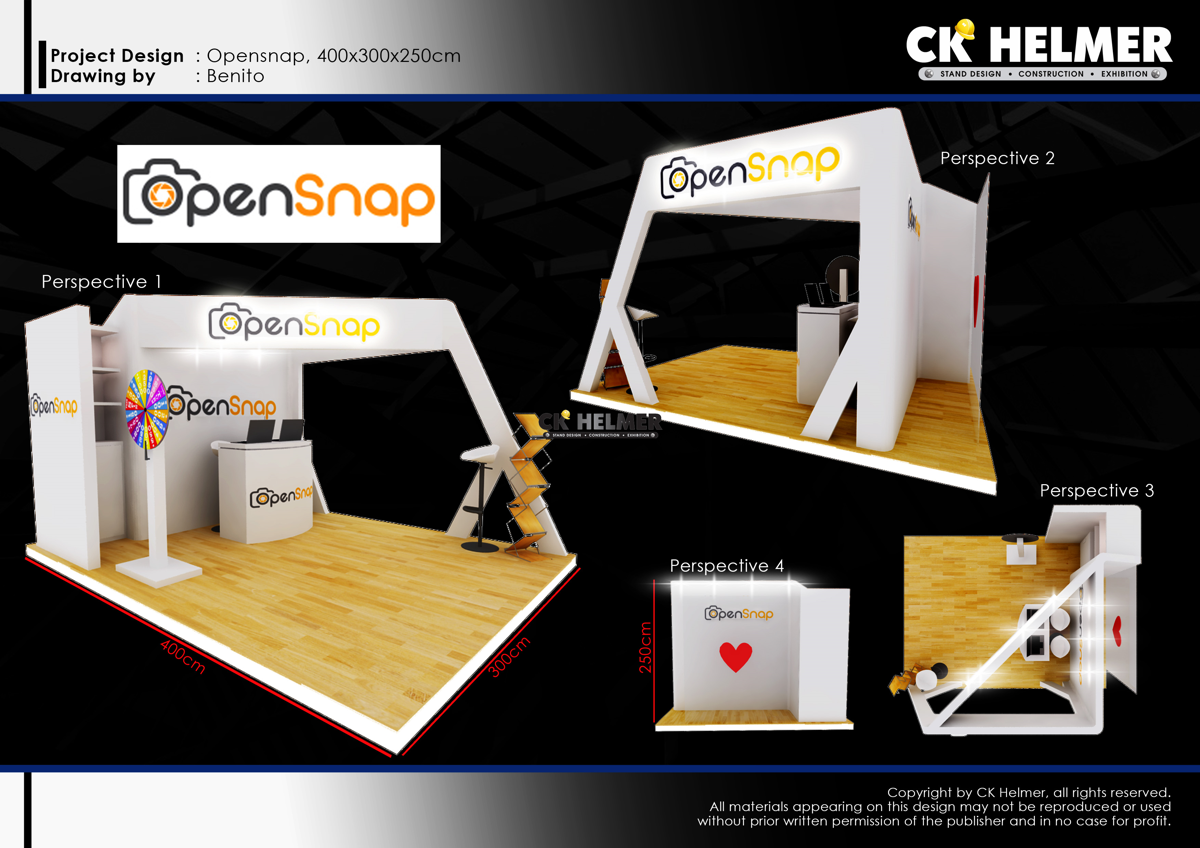 Project Design : Opensnap, 400x300x250cm
Drawing by : Benito
CK HELMER
STAND DESIGN • CONSTRUCTION • EXHIBITION
OpenSnap
Perspective 1
OpenSnap
OpenSnap
OpenSnap
OpenSnap
400cm
300cm
Perspective 2
OpenSnap
CK HELMER
STAND DESIGN • CONSTRUCTION • EXHIBITION
Perspective 3
Perspective 4
OpenSnap
250cm
Copyright by CK Helmer, all rights reserved.
All materials appearing on this design may not be reproduced or used
without prior written permission of the publisher and in no case for profit.